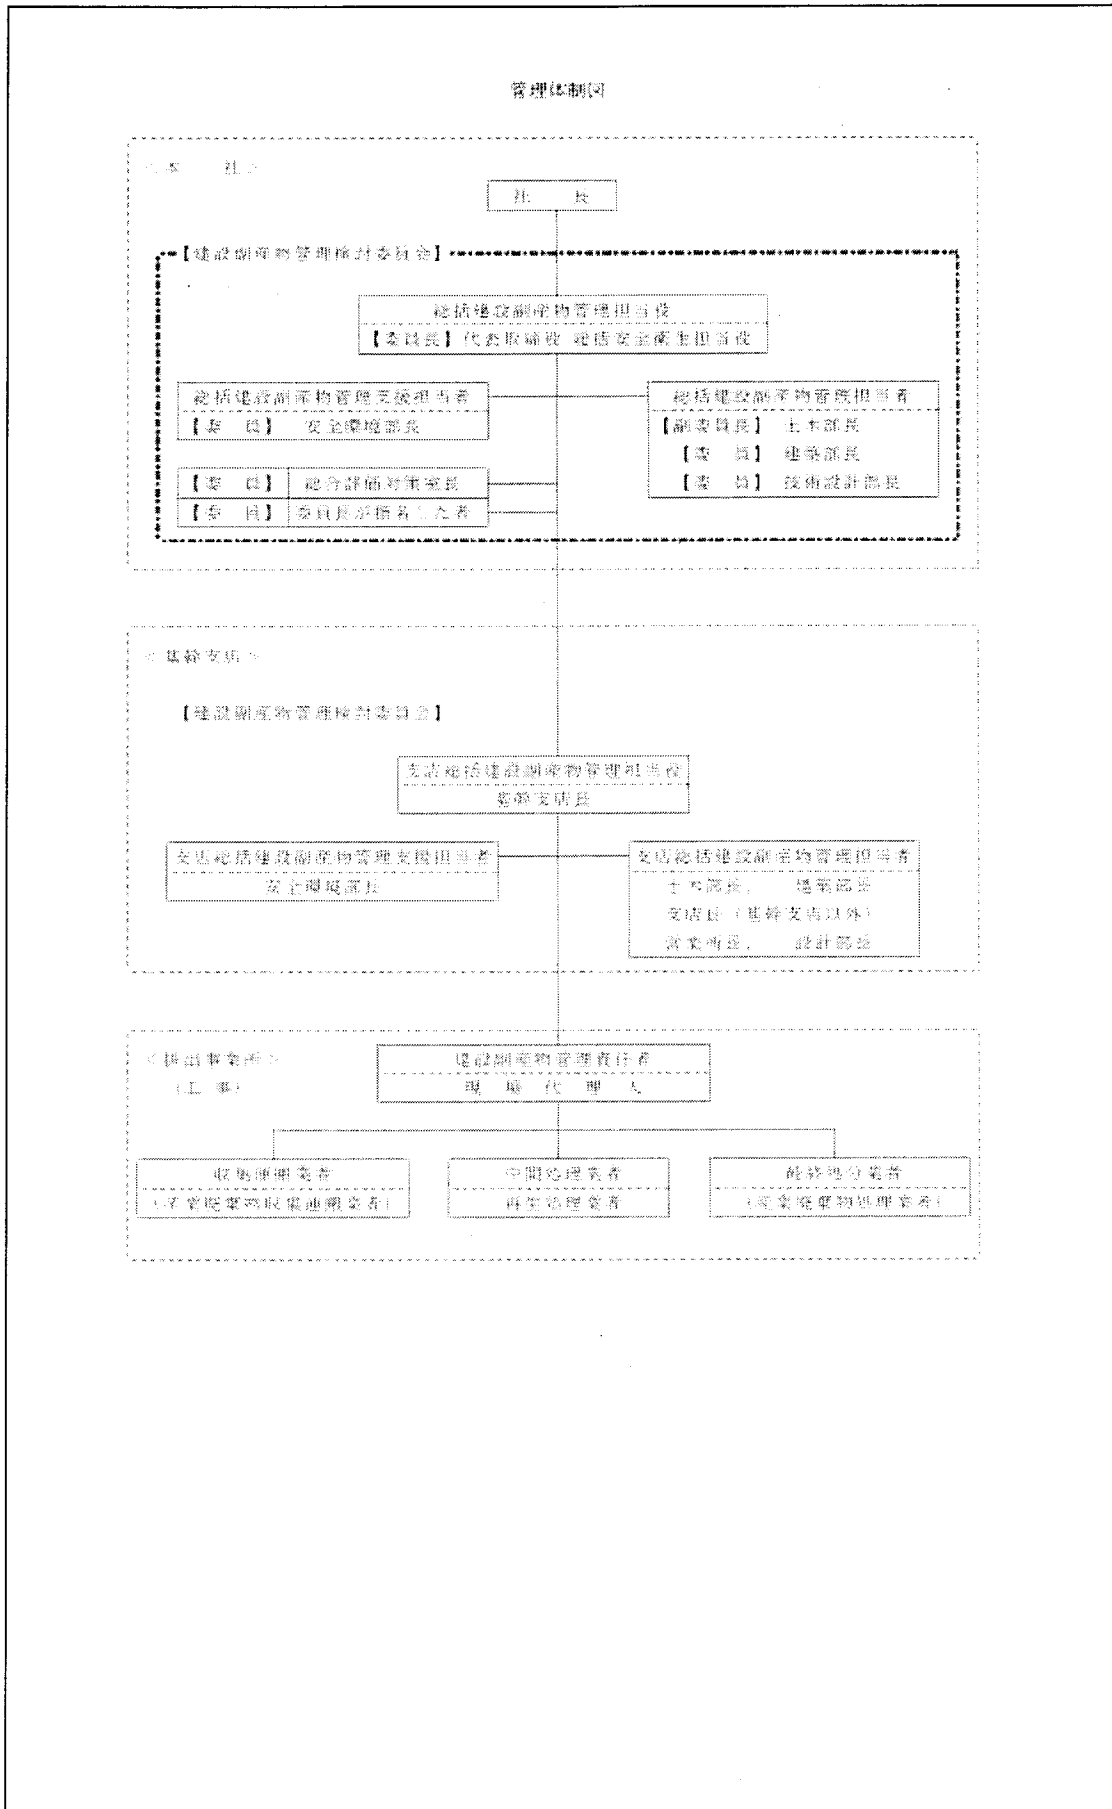 管理体制図
＜本　　社＞
社　　長
【建設副産物管理検討委員会】
総括建設副産物管理担当役
【委員長】代表取締役 総括安全衛生担当役
総括建設副産物管理支援担当者
【委　員】　安全環境部長
総括建設副産物管理担当者
【副委員長】　土木部長
【委　員】　建築部長
【委　員】　技術設計部長
【委　員】　総合評価対策室長
【委　員】　委員長が指名した者
＜基幹支店＞
【建設副産物管理検討委員会】
支店総括建設副産物管理担当役
基幹支店長
支店総括建設副産物管理支援担当者
安全環境部長
支店総括建設副産物管理担当者
土木部長、　建築部長
支店長（基幹支店以外）
営業所長、　設計部長
＜排出事業所＞
（工　事）
建設副産物管理責任者
現　場　代　理　人
収集運搬業者
（産業廃棄物収集運搬業者）
中間処理業者
再生処理業者
最終処分業者
（産業廃棄物処理業者）